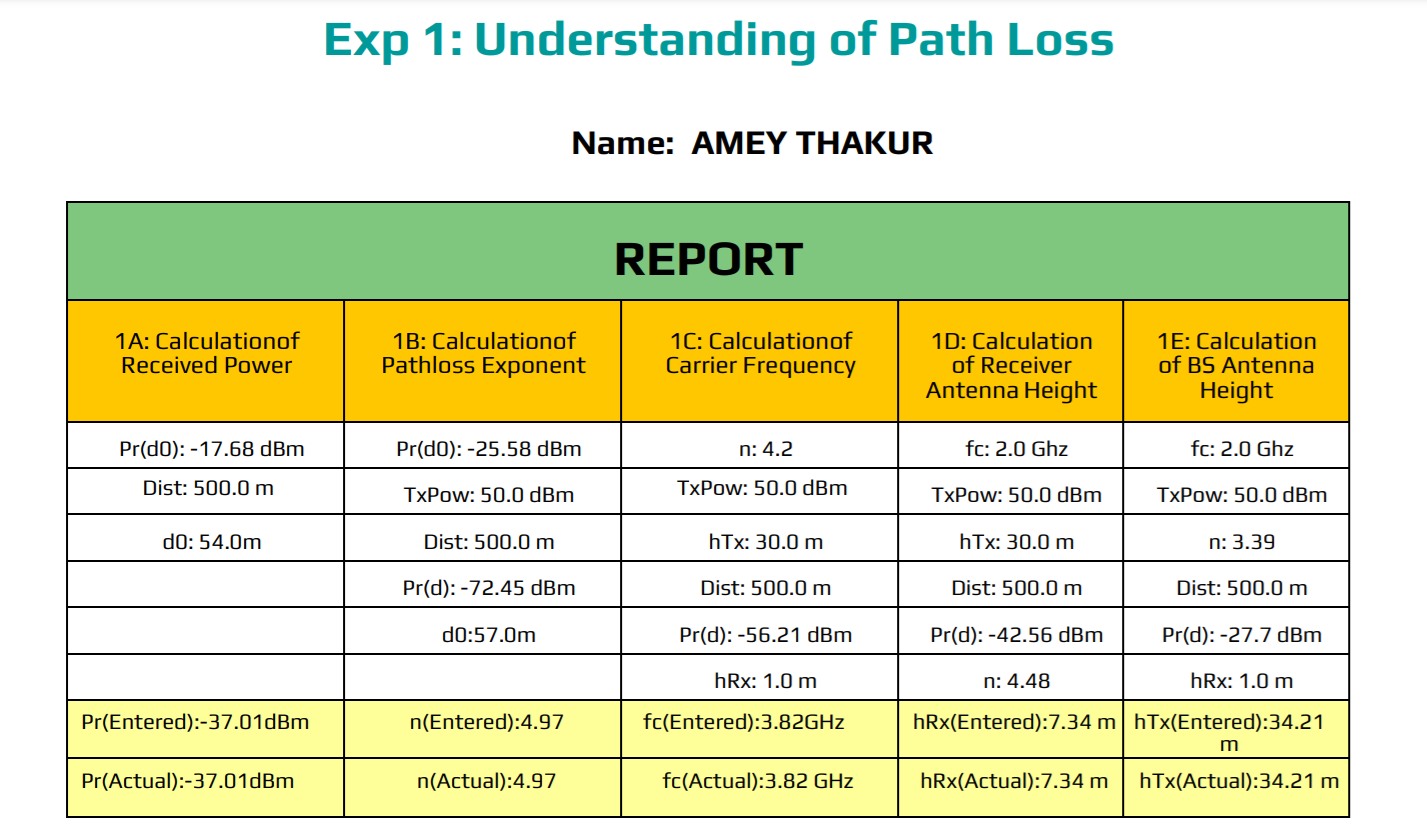 Exp 1: Understanding of Path Loss
Name: AMEY THAKUR
REPORT
1A: Calculationof
Received Power
1B: Calculationof
Pathloss Exponent
1C: Calculationof
Carrier Frequency
1D: Calculation
of Receiver
Antenna Height
1E: Calculation
of BS Antenna
Height
Pr(d0): -17.68 dBm
Pr(d0): -25.58 dBm
n: 4.2
fc: 2.0 Ghz
fc: 2.0 Ghz
Dist: 500.0 m
TxPow: 50.0 dBm
TxPow: 50.0 dBm
TxPow: 50.0 dBm
TxPow: 50.0 dBm
d0: 54.0m
Dist: 500.0 m
hTx: 30.0 m
hTx: 30.0 m
n: 3.39
Pr(d): -72.45 dBm
Dist: 500.0 m
Dist: 500.0 m
Dist: 500.0 m
d0:57.0m
Pr(d): -56.21 dBm
Pr(d): -42.56 dBm
Pr(d): -27.7 dBm
hRx: 1.0 m
n: 4.48
hRx: 1.0 m
Pr(Entered):-37.01dBm
n(Entered):4.97
fc(Entered):3.82GHz
hRx(Entered):7.34 m
hTx(Entered):34.21
m
Pr(Actual):-37.01dBm
n(Actual):4.97
fc(Actual):3.82 GHz
hRx(Actual):7.34 m
hTx(Actual):34.21 m